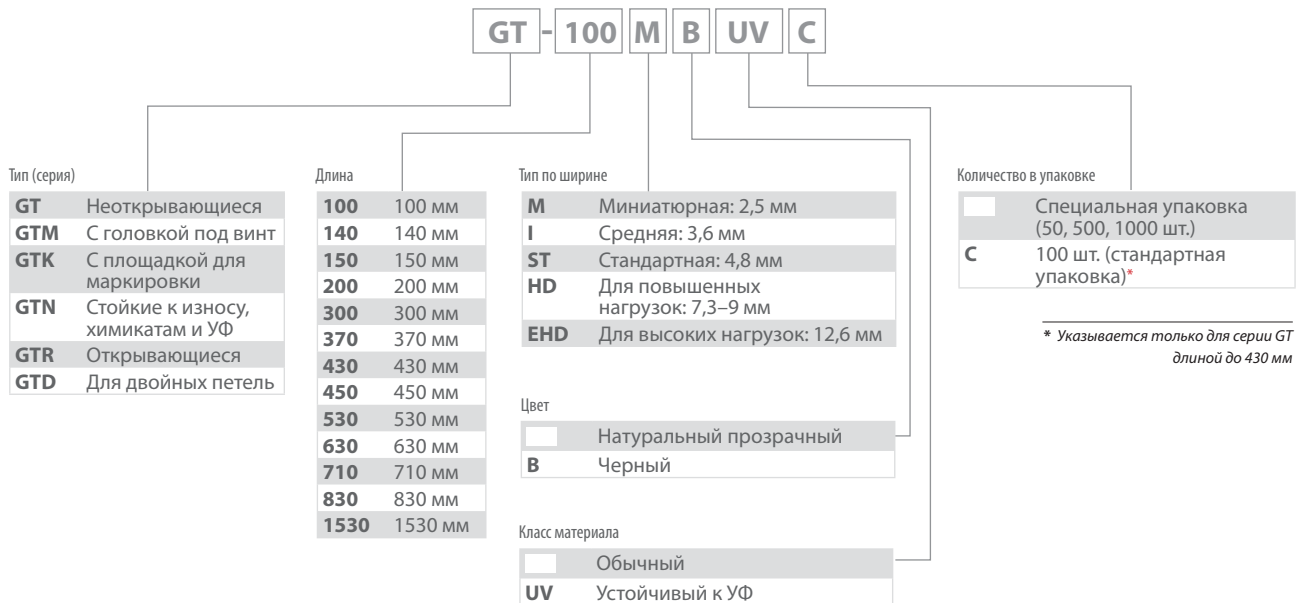 GT - 100 M B UV C
Тип (серия)
GT Неоткрывающиеся
GTM С головкой под винт
GTK С площадкой для
маркировки
GTN Стойкие к износу,
химикатам и УФ
GTR Открывающиеся
GTD Для двойных петель
Длина
100 100 мм
140 140 мм
150 150 мм
200 200 мм
300 300 мм
370 370 мм
430 430 мм
450 450 мм
530 530 мм
630 630 мм
710 710 мм
830 830 мм
1530 1530 мм
Тип по ширине
M Миниатюрная: 2,5 мм
I Средняя: 3,6 мм
ST Стандартная: 4,8 мм
HD Для повышенных
нагрузок: 7,3–9 мм
EHD Для высоких нагрузок: 12,6 мм
Цвет
Натуральный прозрачный
B Черный
Класс материала
Обычный
UV Устойчивый к УФ
Количество в упаковке
Специальная упаковка
(50, 500, 1000 шт.)
C 100 шт. (стандартная
упаковка)*
* Указывается только для серии GT
длиной до 430 мм